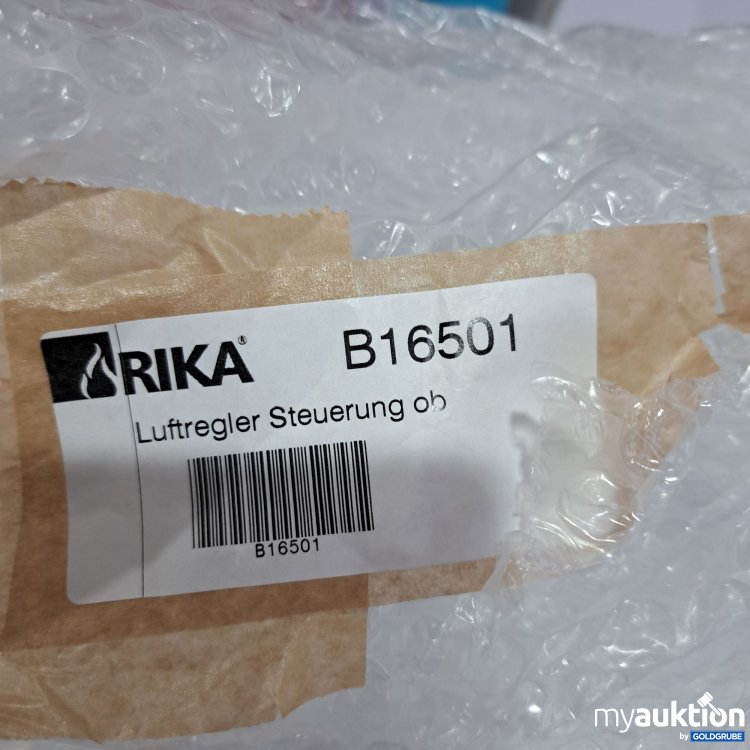 RIKA®
B16501
Luftregler Steuerung ob
B16501
myauktion
by GOLDGRUBE